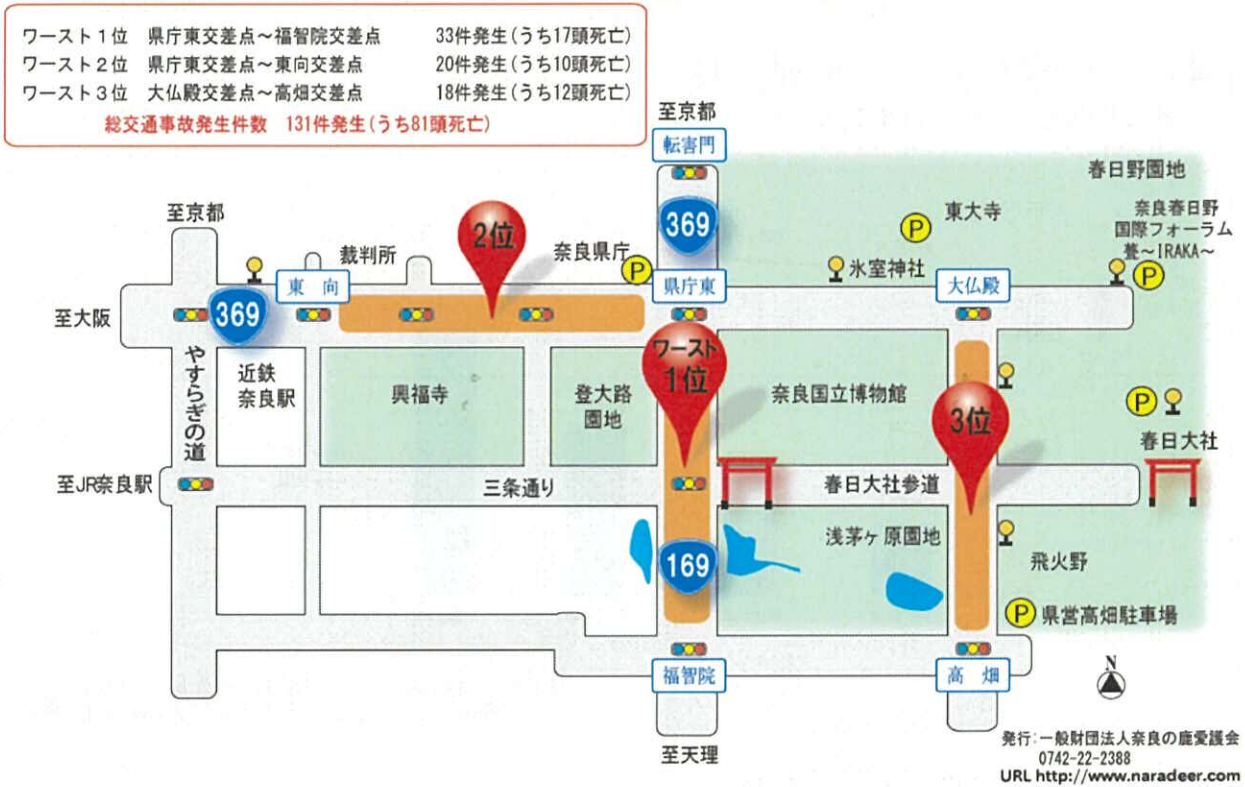 ワースト1位 県庁東交差点～福智院交差点 33件発生(うち17頭死亡)
ワースト2位 県庁東交差点～東向交差点 20件発生(うち10頭死亡)
ワースト3位 大仏殿交差点～高畑交差点 18件発生(うち12頭死亡)
総交通事故発生件数 131件発生(うち81頭死亡)
至京都
転害門
春日野園地
至京都
369
東大寺
奈良春日野
国際フォーラム
甍～IRAKA～
2位
裁判所
奈良県庁
P
P
氷室神社
P
東向
県庁東
大仏殿
至大阪
369
ワースト
1位
やすらぎの道
近鉄
奈良駅
興福寺
登大路
園地
奈良国立博物館
3位
P
春日大社
至JR奈良駅
三条通り
春日大社参道
浅茅ヶ原園地
169
飛火野
P 県営高畑駐車場
福智院
高畑
N
至天理
発行:一般財団法人奈良の鹿愛護会
0742-22-2388
URL http://www.naradeer.com